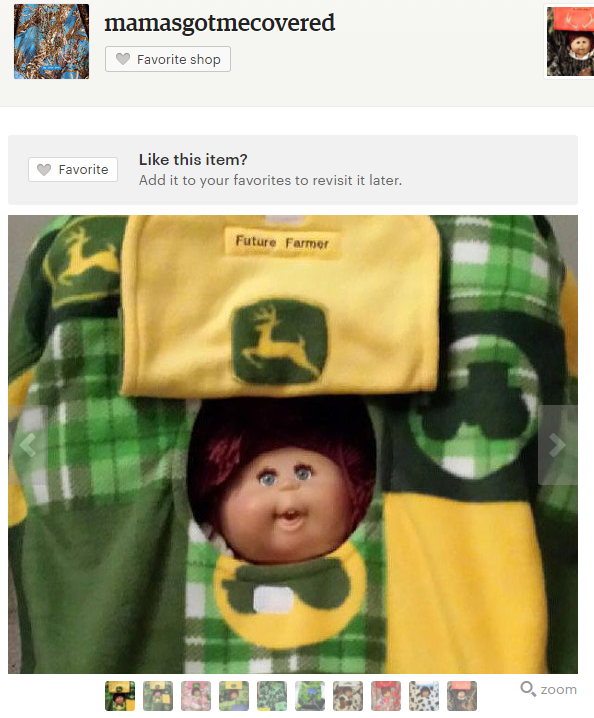 mamasgotmecovered
Favorite shop
Favorite
Like this item?
Add it to your favorites to revisit it later.
Future Farmer
zoom